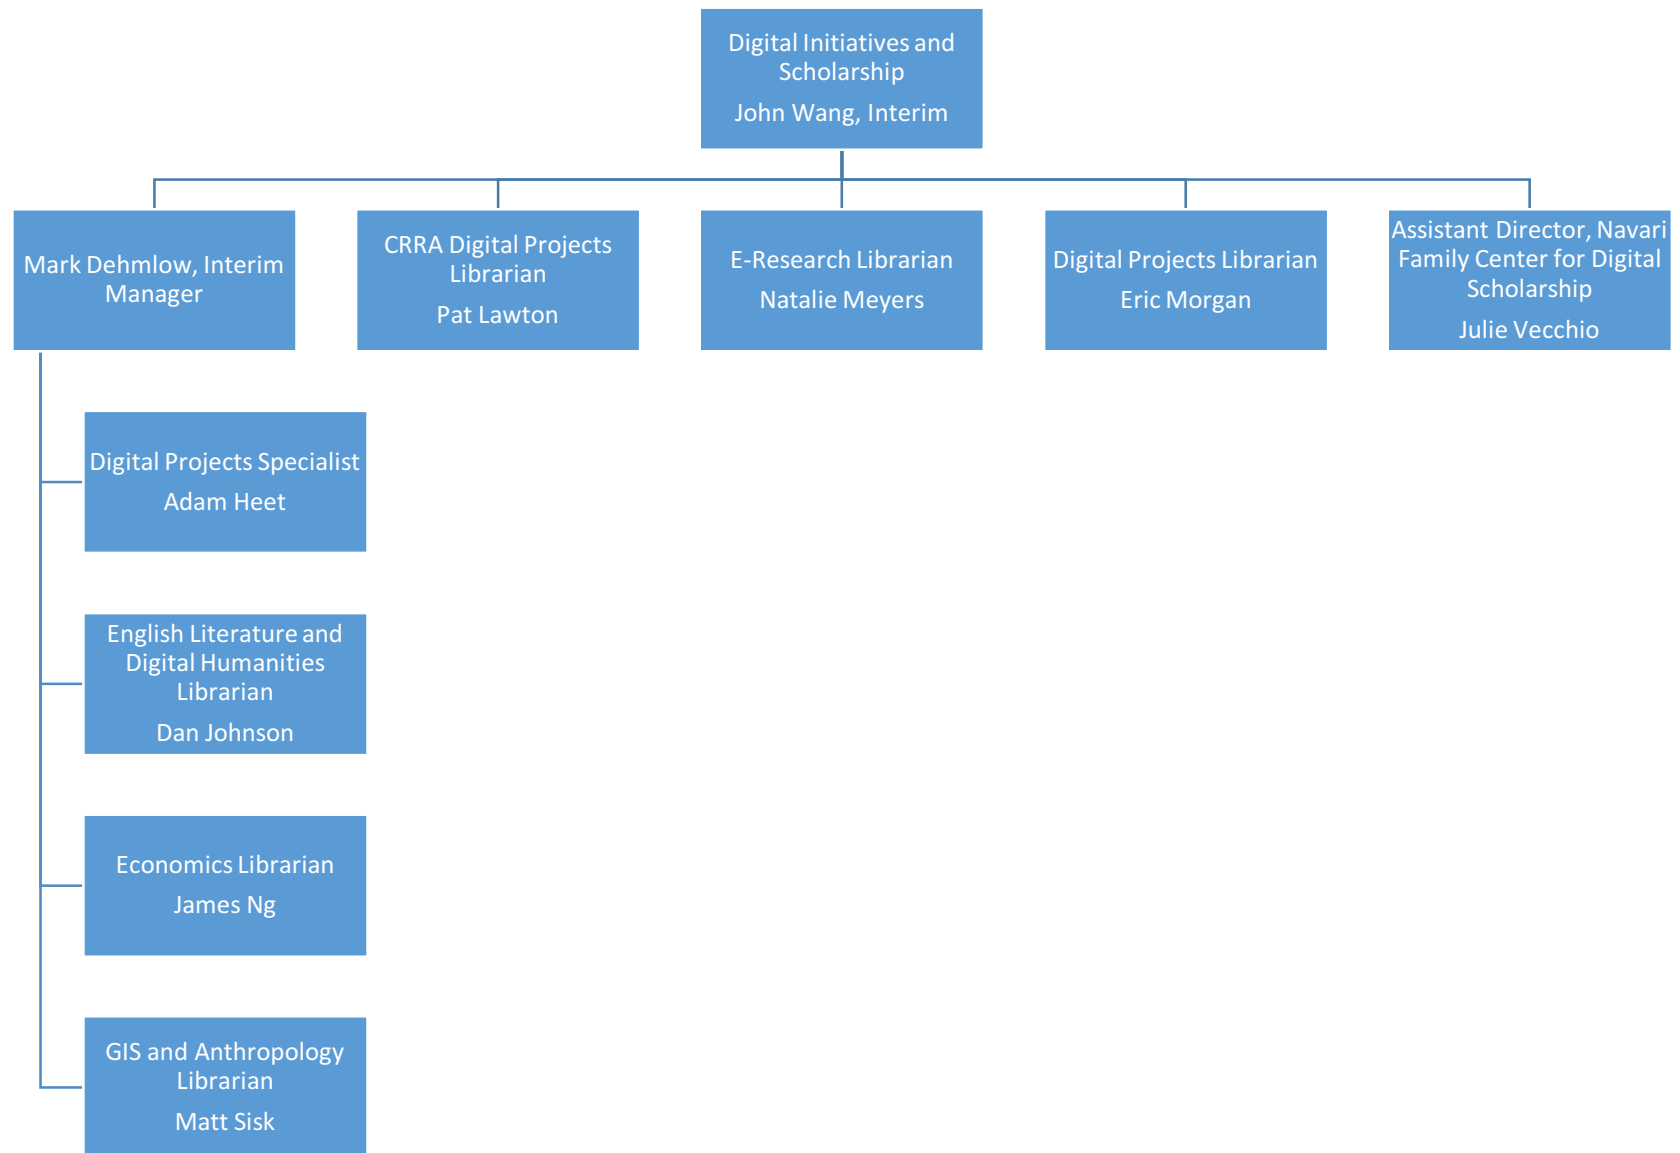 Digital Initiatives and
Scholarship
John Wang, Interim
Mark Dehmlow, Interim
Manager
CRRA Digital Projects
Librarian
Pat Lawton
E-Research Librarian
Natalie Meyers
Digital Projects Librarian
Eric Morgan
Assistant Director, Navari
Family Center for Digital
Scholarship
Julie Vecchio
Digital Projects Specialist
Adam Heet
English Literature and
Digital Humanities
Librarian
Dan Johnson
Economics Librarian
James Ng
GIS and Anthropology
Librarian
Matt Sisk